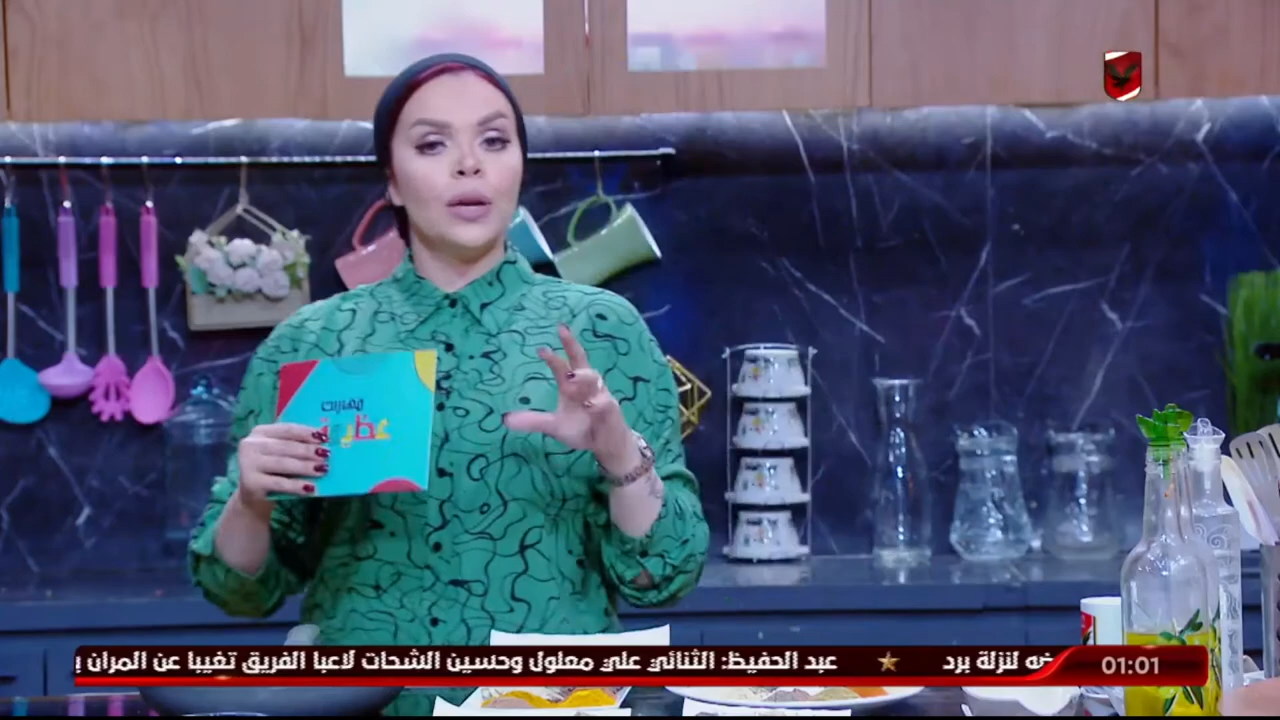 مهارات
عبد الحفيظ: الثنائي علي معلول وحسين الشحات لاعبا الفريق تغيبا عن المران
لنزلة برد
01:01